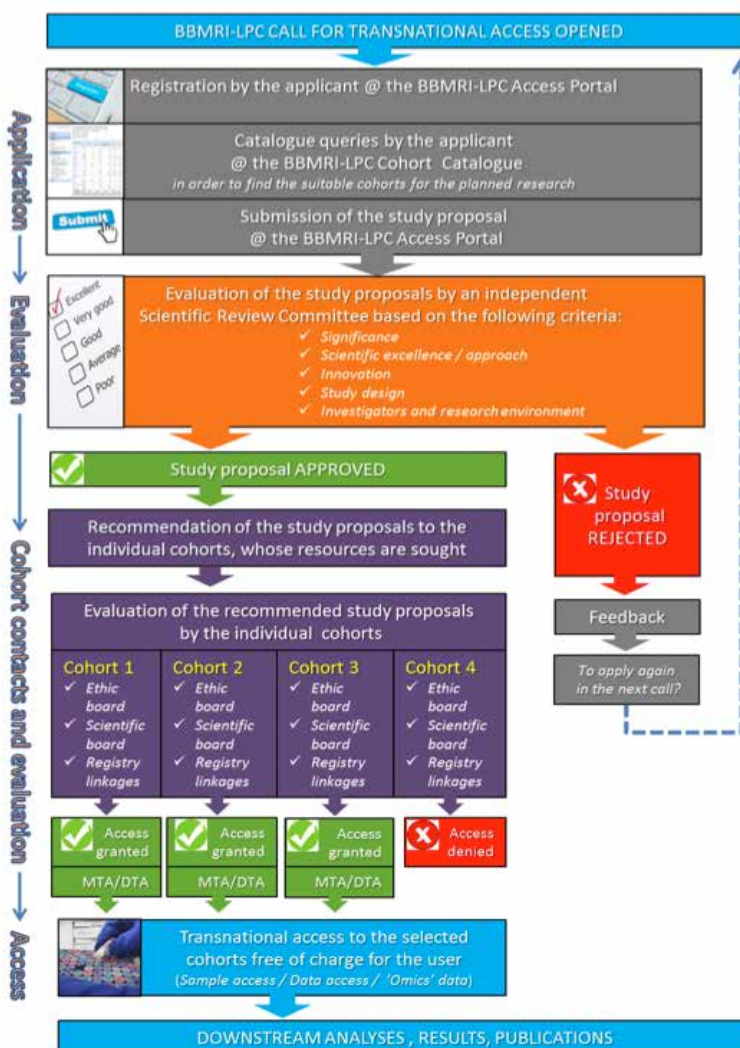 BBMRI-LPC CALL FOR TRANSNATIONAL ACCESS OPENED
Registration by the applicant @ the BBMRI-LPC Access Portal
Catalogue queries by the applicant
@ the BBMRI-LPC Cohort Catalogue
in order to find the suitable cohorts for the planned research
Submit
Submission of the study proposal
@ the BBMRI-LPC Access Portal
Application
Excellent
Very good
Good
Average
Poor
Evaluation of the study proposals by an independent
Scientific Review Committee based on the following criteria:
✓ Significance
✓ Scientific excellence / approach
✓ Innovation
✓ Study design
✓ Investigators and research environment
Evaluation
Study proposal APPROVED
Study
proposal
REJECTED
Recommendation of the study proposals to the
individual cohorts, whose resources are sought
Feedback
To apply again
in the next call?
Evaluation of the recommended study proposals
by the individual cohorts
Cohort 1
✓ Ethic
board
✓ Scientific
board
✓ Registry
linkages
Cohort 2
✓ Ethic
board
✓ Scientific
board
✓ Registry
linkages
Cohort 3
✓ Ethic
board
✓ Scientific
board
✓ Registry
linkages
Cohort 4
✓ Ethic
board
✓ Scientific
board
✓ Registry
linkages
Cohort contacts and evaluation
Access
granted
MTA/DTA
Access
granted
MTA/DTA
Access
granted
MTA/DTA
Access
denied
Access
Transnational access to the selected
cohorts free of charge for the user
(Sample access / Data access / 'Omics' data)
DOWNSTREAM ANALYSES , RESULTS, PUBLICATIONS